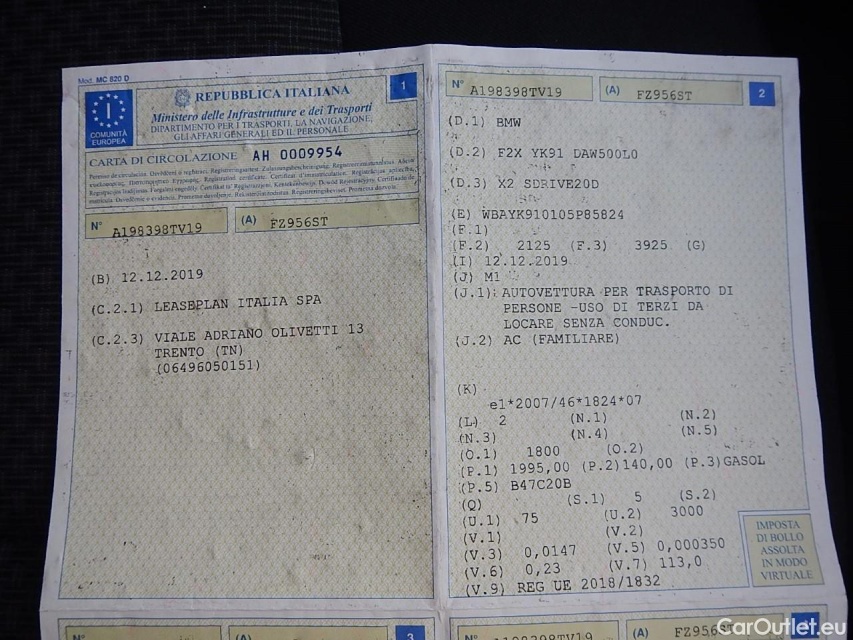 Mod. MC 820 D
I
COMUNITÀ
EUROPEA
REPUBBLICA ITALIANA
Ministero delle Infrastrutture e dei Trasporti
DIPARTIMENTO PER I TRASPORTI, LA NAVIGAZIONE,
GLI AFFARI GENERALI ED IL PERSONALE
1
CARTA DI CIRCOLAZIONE AH 0009954
N° A198398TV19 (A) FZ956ST
(B) 12.12.2019
(C.2.1) LEASEPLAN ITALIA SPA
(C.2.3) VIALE ADRIANO OLIVETTI 13
TRENTO (TN)
(06496050151)
N° A198398TV19 (A) FZ956ST 2
(D.1) BMW
(D.2) F2X YK91 DAW500L0
(D.3) X2 SDRIVE20D
(E) WBAYK910105P85824
(F.1)
(F.2) 2125 (F.3) 3925 (G)
(I) 12.12.2019
(J) M1
(J.1): AUTOVETTURA PER TRASPORTO DI
PERSONE -USO DI TERZI DA
LOCARE SENZA CONDUC.
(J.2) AC (FAMILIARE)
(K)
e1*2007/46*1824*07
(L) 2 (N.1) (N.2)
(N.3) (N.4) (N.5)
(O.1) 1800 (O.2)
(P.1) 1995,00 (P.2)140,00 (P.3)GASOL
(P.5) B47C20B
(Q) (S.1) 5 (S.2)
(U.1) 75 (U.2) 3000
(V.1) (V.2)
(V.3) 0,0147 (V.5) 0,000350
(V.6) 0,23 (V.7) 113,0
(V.9) REG UE 2018/1832
IMPOSTA
DI BOLLO
ASSOLTA
IN MODO
VIRTUALE
N° (A) 3
N° A198398TV19 (A) FZ956ST
CarOutlet.eu